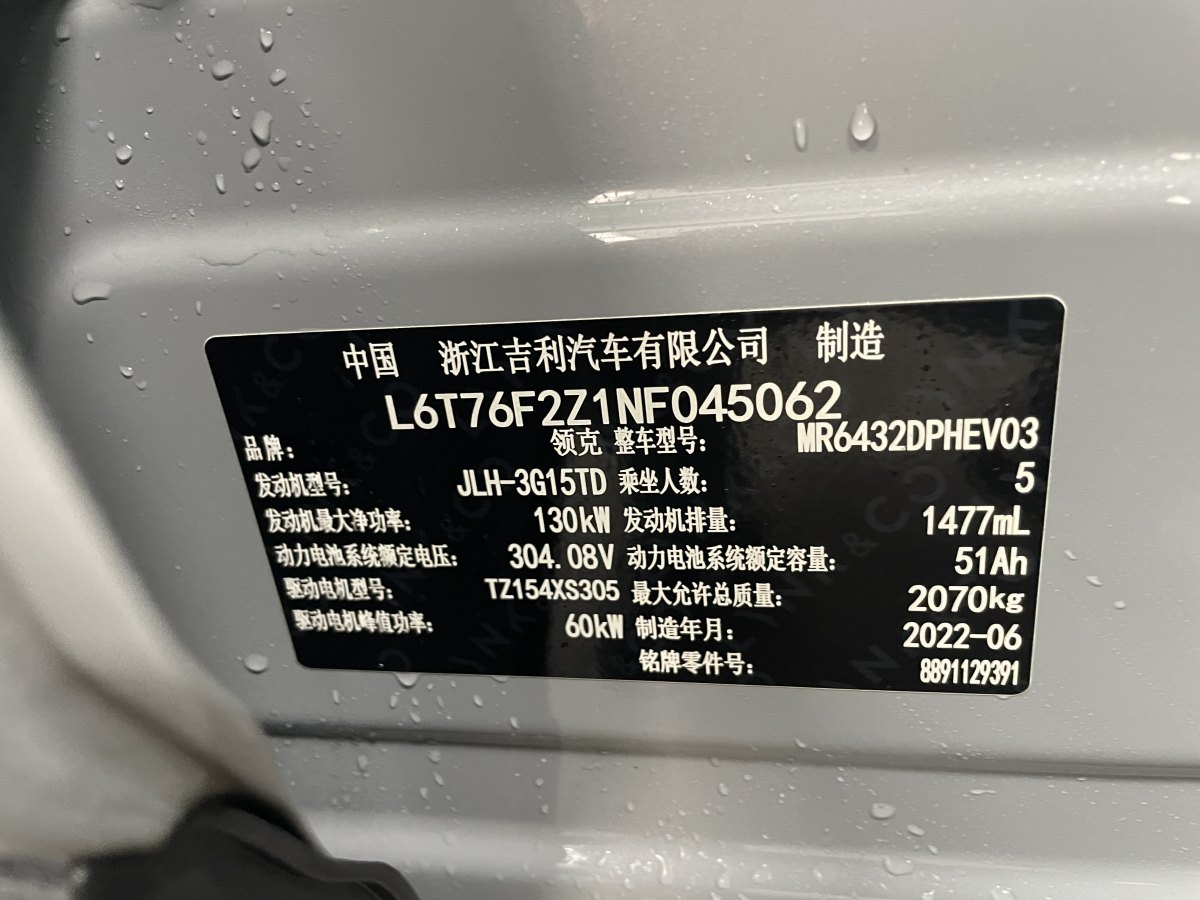 中国 浙江吉利汽车有限公司 制造
L6T76F2Z1NF045062
品牌: 领克 整车型号: MR6432DPHEV03
发动机型号: JLH-3G15TD 乘坐人数: 5
发动机最大净功率: 130kW 发动机排量: 1477mL
动力电池系统额定电压: 304.08V 动力电池系统额定容量: 51Ah
驱动电机型号: TZ154XS305 最大允许总质量: 2070kg
驱动电机峰值功率: 60kW 制造年月: 2022-06
铭牌零件号: 8891129391